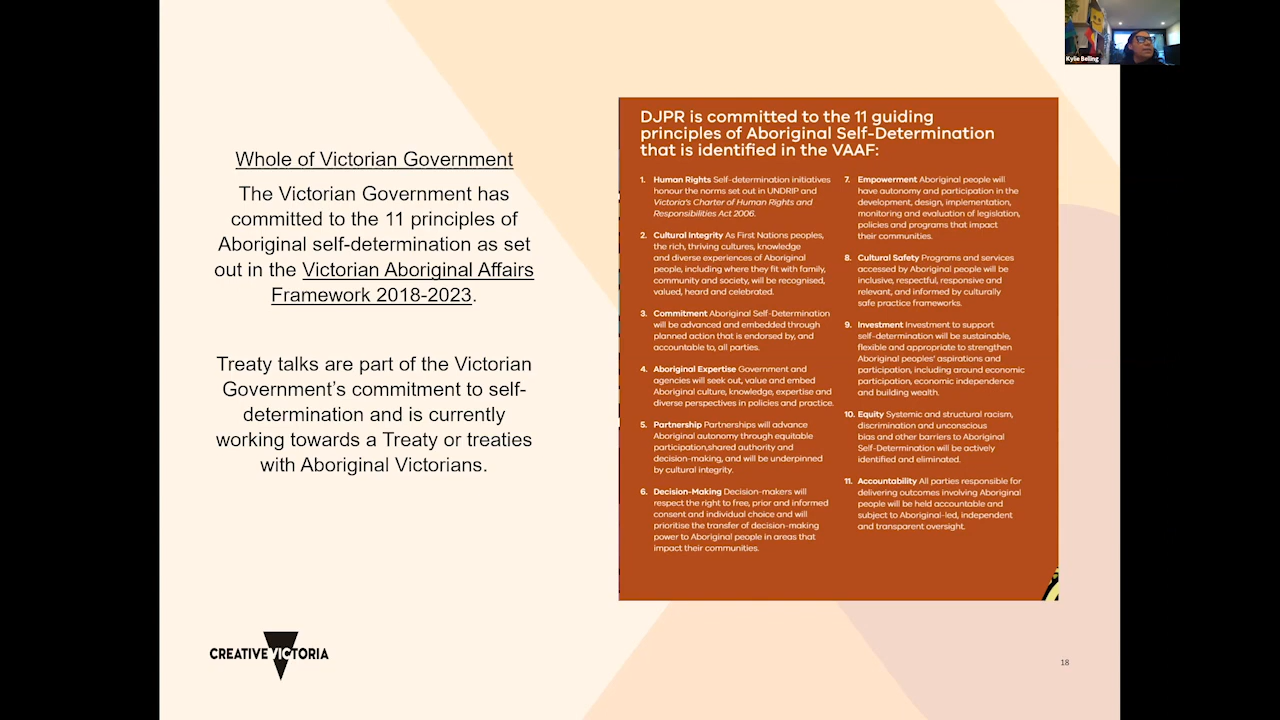 Kylie Belling
Whole of Victorian Government
The Victorian Government has
committed to the 11 principles of
Aboriginal self-determination as set
out in the Victorian Aboriginal Affairs
Framework 2018-2023.
Treaty talks are part of the Victorian
Government's commitment to self-
determination and is currently
working towards a Treaty or treaties
with Aboriginal Victorians.
DJPR is committed to the 11 guiding
principles of Aboriginal Self-Determination
that is identified in the VAAF:
1. Human Rights Self-determination initiatives
honour the norms set out in UNDRIP and
Victoria's Charter of Human Rights and
Responsibilities Act 2006.
2. Cultural Integrity As First Nations peoples,
the rich, thriving cultures, knowledge
and diverse experiences of Aboriginal
people, including where they fit with family,
community and society, will be recognised,
valued, heard and celebrated.
3. Commitment Aboriginal Self-Determination
will be advanced and embedded through
planned action that is endorsed by, and
accountable to, all parties.
4. Aboriginal Expertise Government and
agencies will seek out, value and embed
Aboriginal culture, knowledge, expertise and
diverse perspectives in policies and practice.
5. Partnership Partnerships will advance
Aboriginal autonomy through equitable
participation,shared authority and
decision-making, and will be underpinned
by cultural integrity.
6. Decision-Making Decision-makers will
respect the right to free, prior and informed
consent and individual choice and will
prioritise the transfer of decision-making
power to Aboriginal people in areas that
impact their communities.
7. Empowerment Aboriginal people will
have autonomy and participation in the
development, design, implementation,
monitoring and evaluation of legislation,
policies and programs that impact
their communities.
8. Cultural Safety Programs and services
accessed by Aboriginal people will be
inclusive, respectful, responsive and
relevant, and informed by culturally
safe practice frameworks.
9. Investment Investment to support
self-determination will be sustainable,
flexible and appropriate to strengthen
Aboriginal peoples' aspirations and
participation, including around economic
participation, economic independence
and building wealth.
10. Equity Systemic and structural racism,
discrimination and unconscious
bias and other barriers to Aboriginal
Self-Determination will be actively
identified and eliminated.
11. Accountability All parties responsible for
delivering outcomes involving Aboriginal
people will be held accountable and
subject to Aboriginal-led, independent
and transparent oversight.
CREATIVE VICTORIA
18